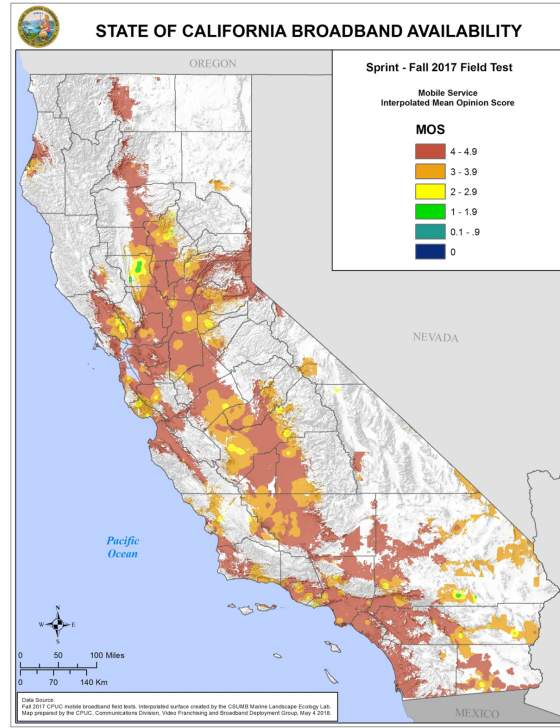 STATE OF CALIFORNIA BROADBAND AVAILABILITY
OREGON
Sprint - Fall 2017 Field Test
Mobile Service
Interpolated Mean Opinion Score
MOS
4 - 4.9
3 - 3.9
2 - 2.9
1 - 1.9
0.1 - .9
0
NEVADA
Pacific
Ocean
N
W
E
S
0 50 100 Miles
0 70 140 Km
MEXICO
Data Source:
Fall 2017 CPUC mobile broadband field tests. Interpolated surface created by the CSUMB Marine Landscape Ecology Lab.
Map prepared by the CPUC, Communications Division, Video Franchising and Broadband Deployment Group, May 4 2018.